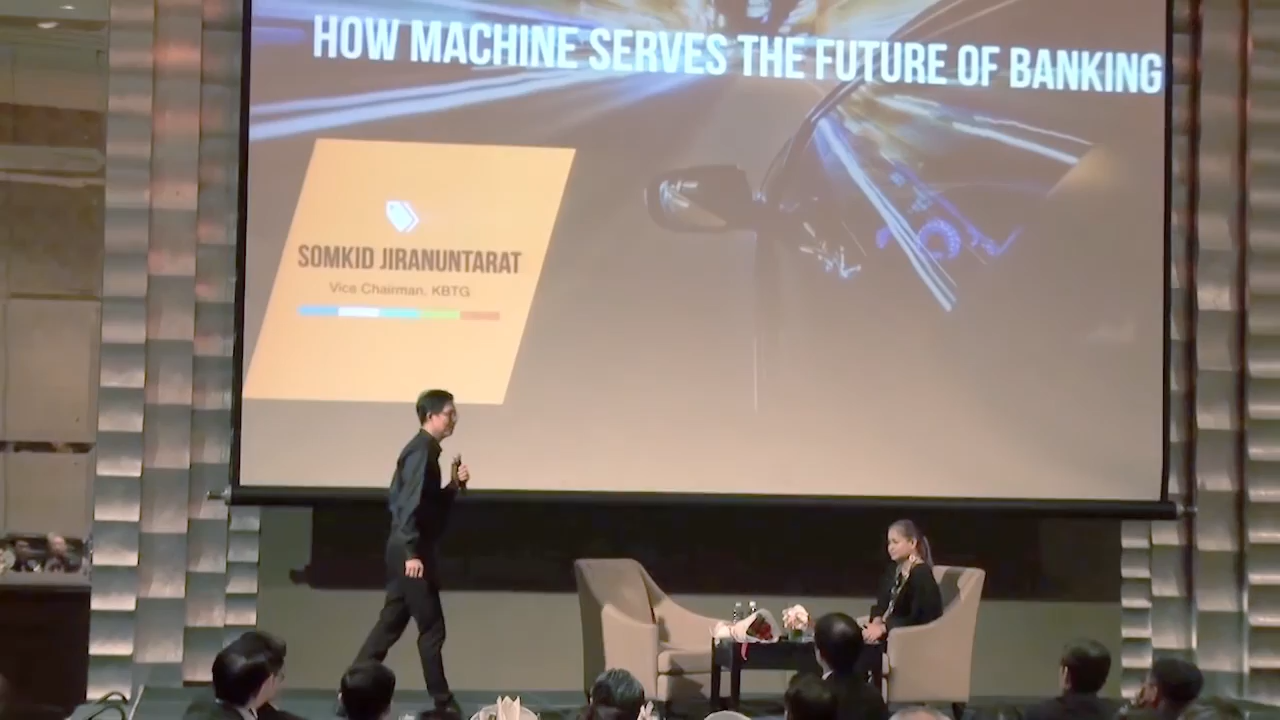 HOW MACHINE SERVES THE FUTURE OF BANKING
SOMKID JIRANUNTARAT
Vice Chairman, KBTG